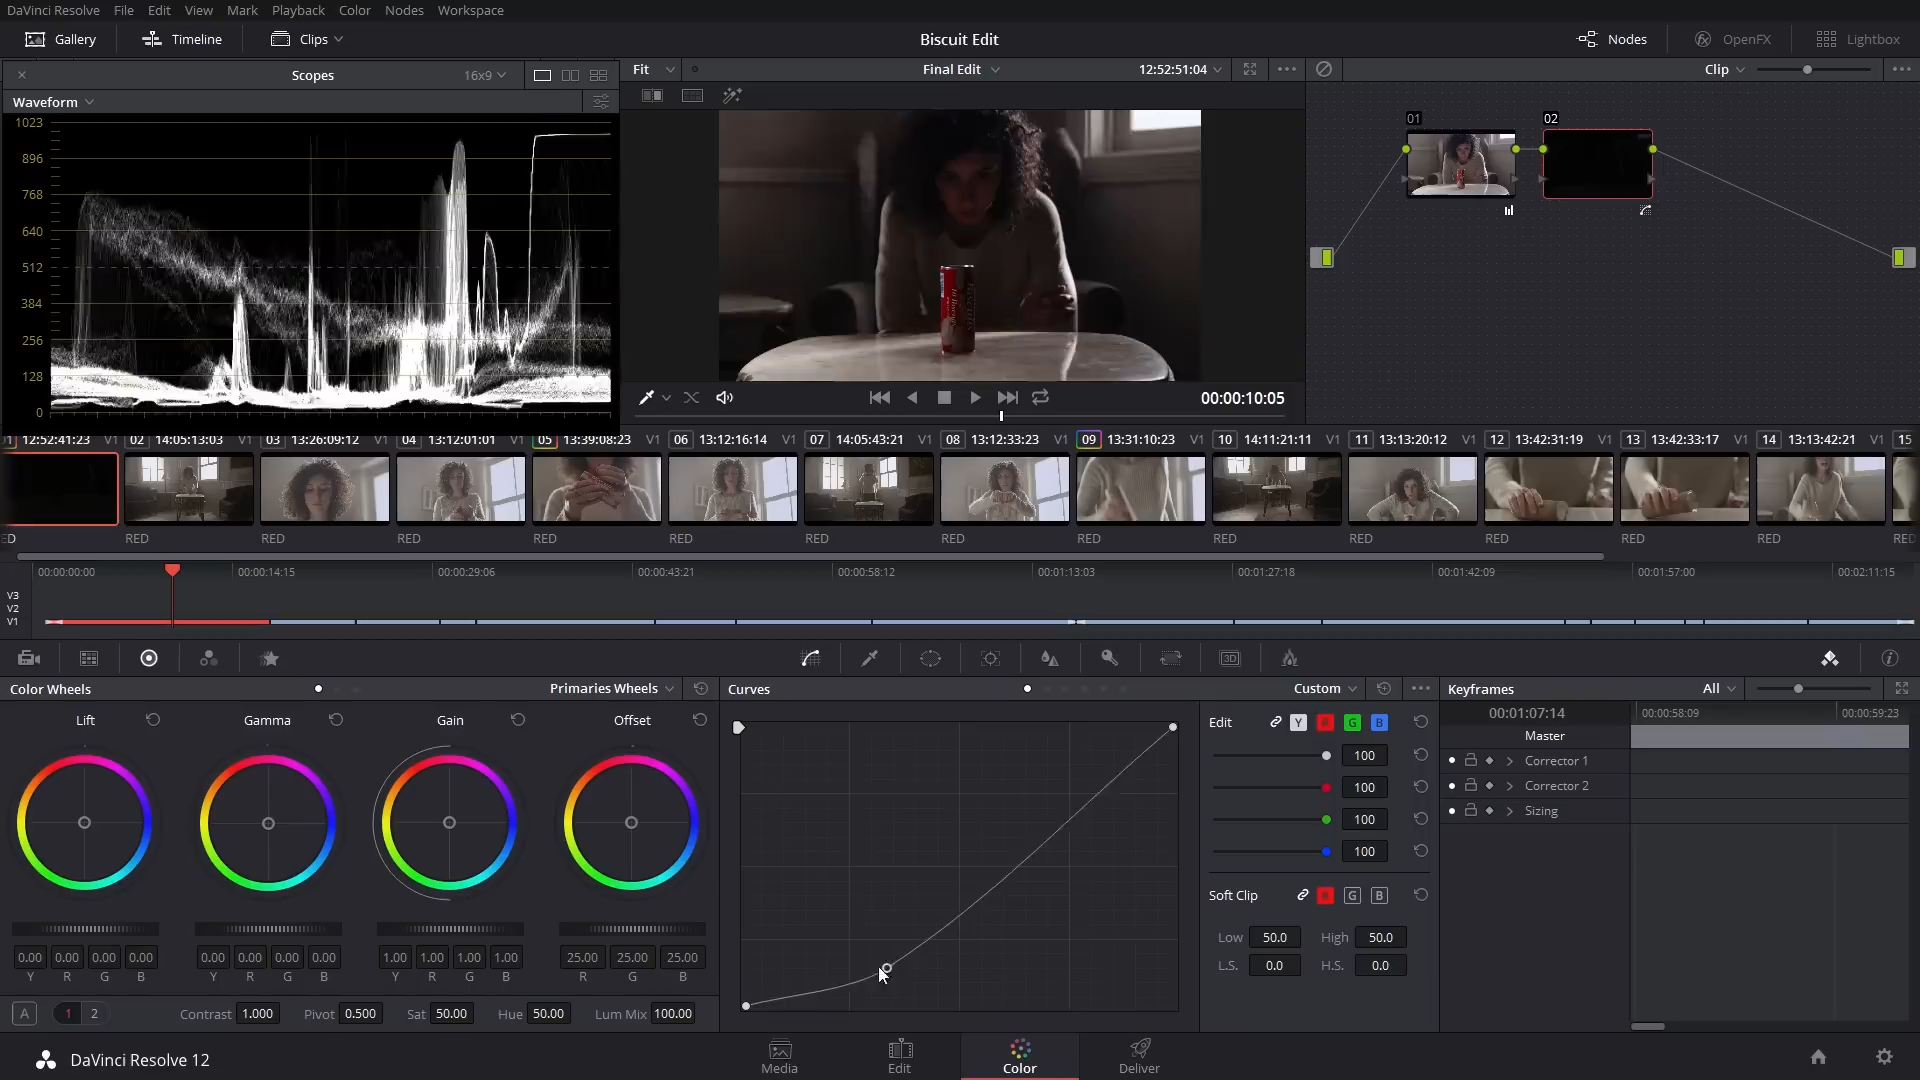 DaVinci Resolve File Edit View Mark Playback Color Nodes Workspace
Gallery Timeline Clips Biscuit Edit Nodes OpenFX Lightbox
Scopes 16x9 Fit Final Edit 12:52:51:04 Clip
Waveform
1023
896
768
640
512
384
256
128
0
01 02
00:00:10:05
12:52:41:23 V1 02 14:05:13:03 V1 03 13:26:09:12 V1 04 13:12:01:01 V1 05 13:39:08:23 V1 06 13:12:16:14 V1 07 14:05:43:21 V1 08 13:12:33:23 V1 09 13:31:10:23 V1 10 14:11:21:11 V1 11 13:13:20:12 V1 12 13:42:31:19 V1 13 13:42:33:17 V1 14 13:13:42:21 V1 15
ED RED RED RED RED RED RED RED RED RED RED RED RED RED RED
00:00:00:00 00:00:14:15 00:00:29:06 00:00:43:21 00:00:58:12 00:01:13:03 00:01:27:18 00:01:42:09 00:01:57:00 00:02:11:15
V3
V2
V1
3D
Color Wheels Primaries Wheels Curves Custom Keyframes All
Lift Gamma Gain Offset
Edit Y R G B
100
100
100
100
Soft Clip R G B
Low 50.0 High 50.0
L.S. 0.0 H.S. 0.0
00:01:07:14 00:00:58:09 00:00:59:23
Master
Corrector 1
Corrector 2
Sizing
0.00 0.00 0.00 0.00 0.00 0.00 0.00 0.00 1.00 1.00 1.00 1.00 25.00 25.00 25.00
Y R G B Y R G B Y R G B R G B
A 1 2 Contrast 1.000 Pivot 0.500 Sat 50.00 Hue 50.00 Lum Mix 100.00
DaVinci Resolve 12 Media Edit Color Deliver